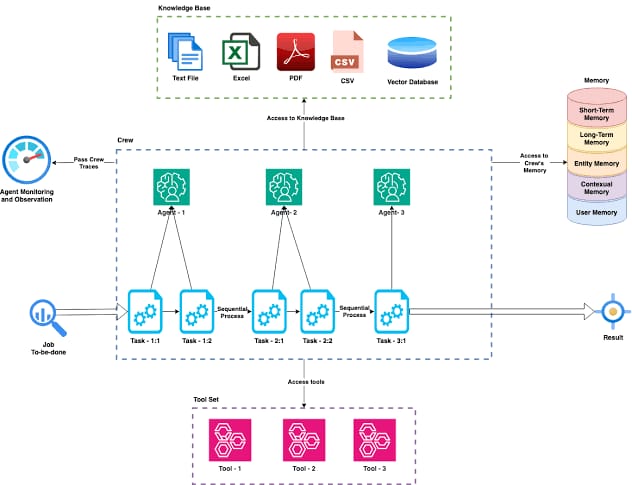 Knowledge Base
Text File
Excel
PDF
CSV
CSV
Vector Database
Access to Knowledge Base
Memory
Short-Term
Memory
Long-Term
Memory
Entity Memory
Contexual
Memory
User Memory
Crew
Pass Crew
Traces
Agent Monitoring
and Observation
Access to
Crew's
Memory
Agent - 1
Agent- 2
Agent- 3
Sequential
Process
Sequential
Process
Task - 1:1
Task - 1:2
Task - 2:1
Task - 2:2
Task - 3:1
Job
To-be-done
Result
Access tools
Tool Set
Tool - 1
Tool - 2
Tool - 3